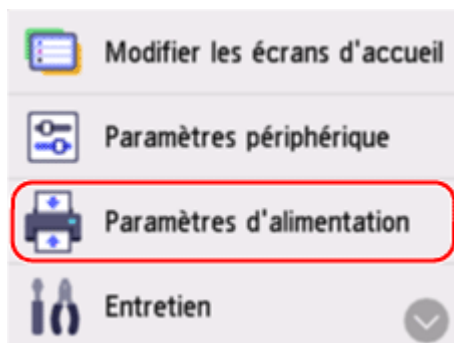 Modifier les écrans d'accueil
Paramètres périphérique
Paramètres d'alimentation
Entretien